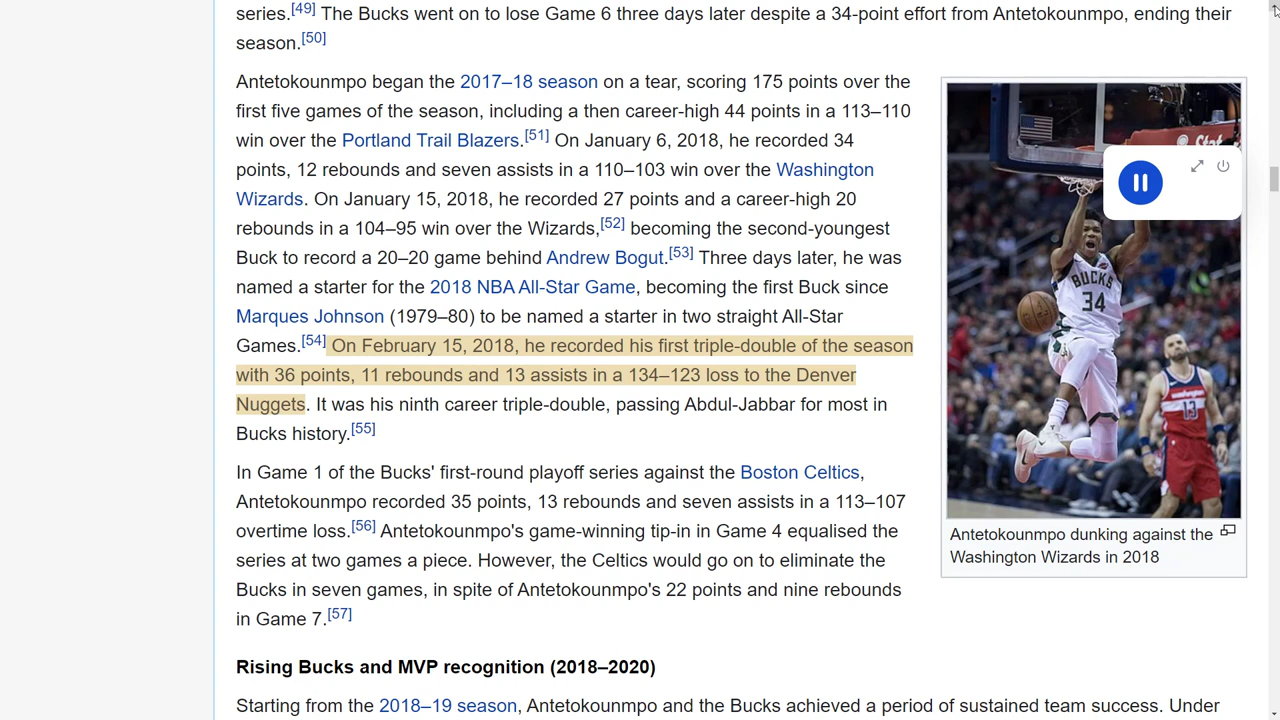 series.[49] The Bucks went on to lose Game 6 three days later despite a 34-point effort from Antetokounmpo, ending their
season.[50]
Antetokounmpo began the 2017–18 season on a tear, scoring 175 points over the
first five games of the season, including a then career-high 44 points in a 113–110
win over the Portland Trail Blazers.[51] On January 6, 2018, he recorded 34
points, 12 rebounds and seven assists in a 110–103 win over the Washington
Wizards. On January 15, 2018, he recorded 27 points and a career-high 20
rebounds in a 104–95 win over the Wizards,[52] becoming the second-youngest
Buck to record a 20–20 game behind Andrew Bogut.[53] Three days later, he was
named a starter for the 2018 NBA All-Star Game, becoming the first Buck since
Marques Johnson (1979–80) to be named a starter in two straight All-Star
Games.[54] On February 15, 2018, he recorded his first triple-double of the season
with 36 points, 11 rebounds and 13 assists in a 134–123 loss to the Denver
Nuggets. It was his ninth career triple-double, passing Abdul-Jabbar for most in
Bucks history.[55]
In Game 1 of the Bucks' first-round playoff series against the Boston Celtics,
Antetokounmpo recorded 35 points, 13 rebounds and seven assists in a 113–107
overtime loss.[56] Antetokounmpo's game-winning tip-in in Game 4 equalised the
series at two games a piece. However, the Celtics would go on to eliminate the
Bucks in seven games, in spite of Antetokounmpo's 22 points and nine rebounds
in Game 7.[57]
BUCKS
34
13
Antetokounmpo dunking against the
Washington Wizards in 2018
Rising Bucks and MVP recognition (2018–2020)
Starting from the 2018–19 season, Antetokounmpo and the Bucks achieved a period of sustained team success. Under